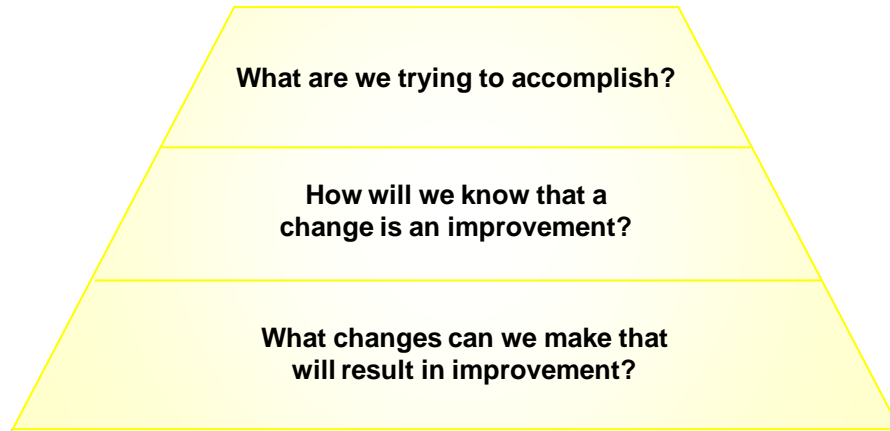 What are we trying to accomplish?
How will we know that a
change is an improvement?
What changes can we make that
will result in improvement?